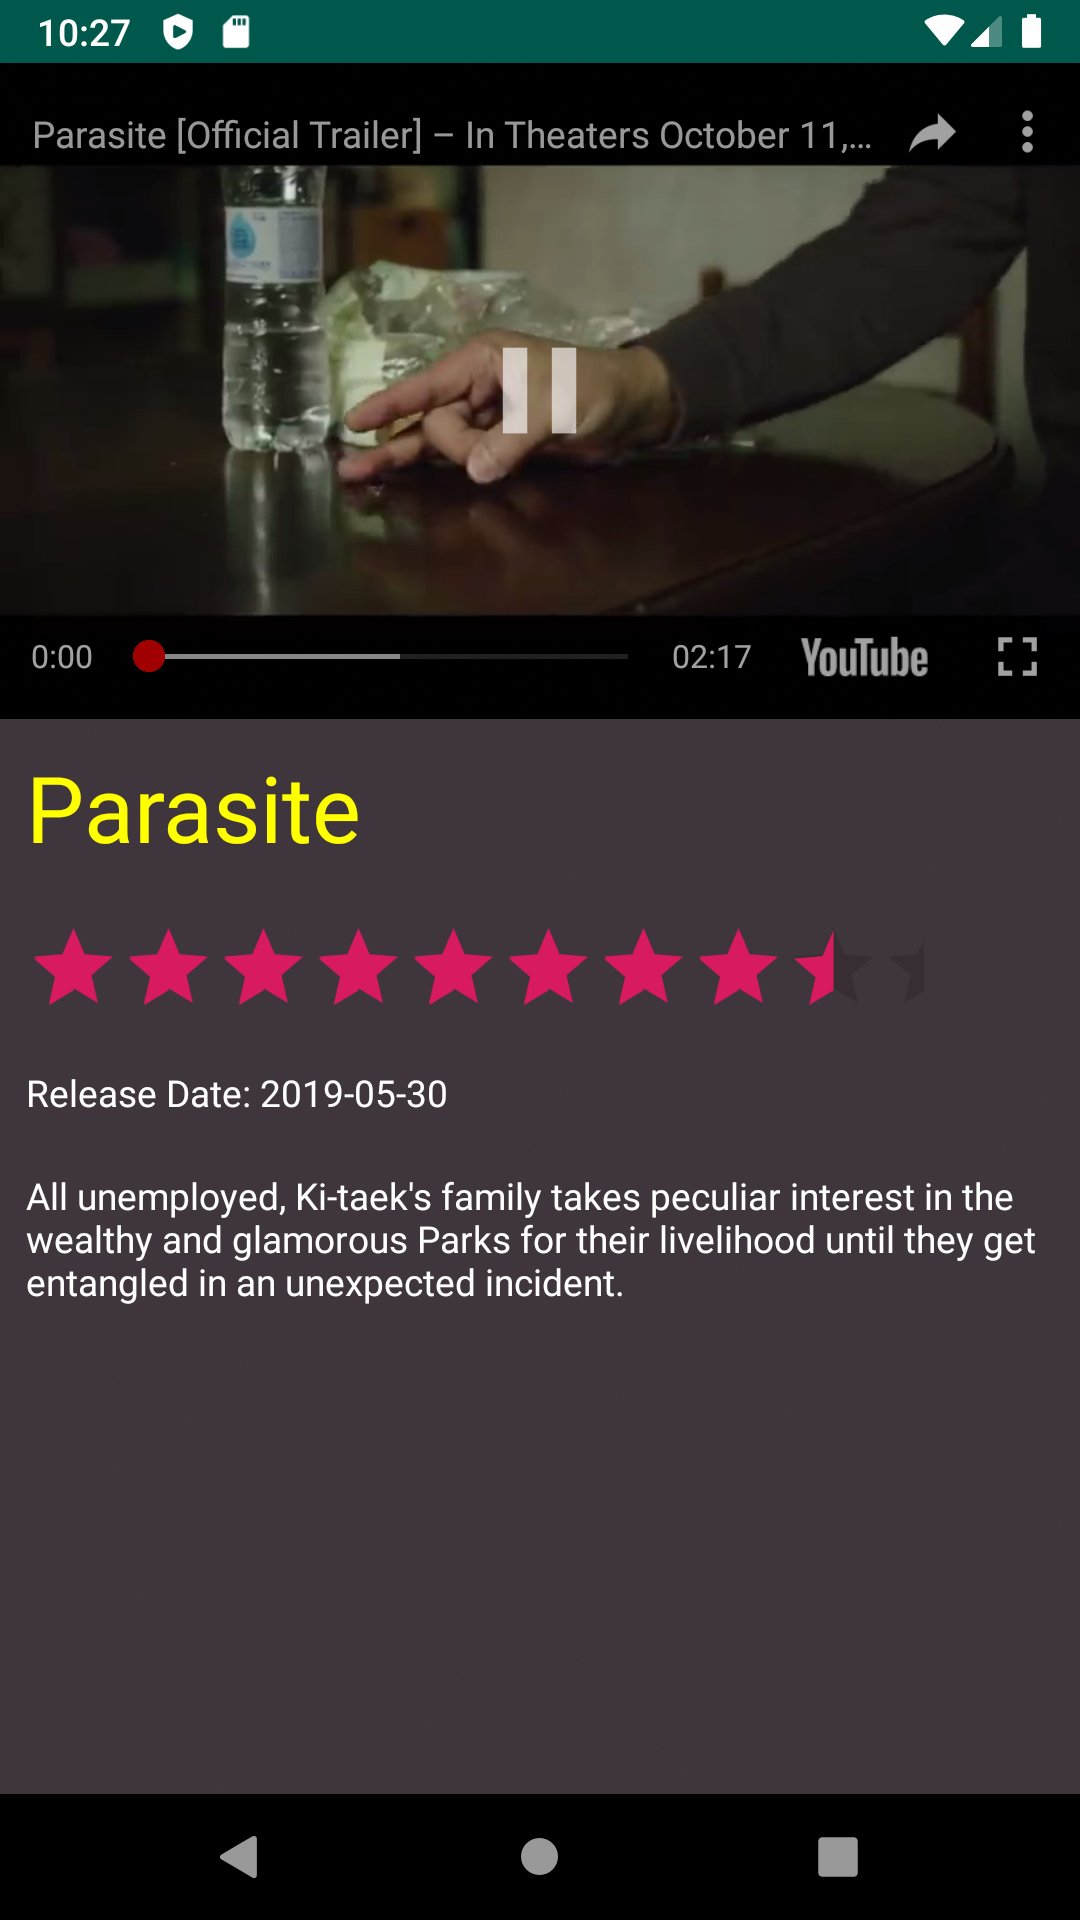 10:27
Parasite [Official Trailer] – In Theaters October 11,...
0:00
02:17
YouTube
Parasite
Release Date: 2019-05-30
All unemployed, Ki-taek's family takes peculiar interest in the
wealthy and glamorous Parks for their livelihood until they get
entangled in an unexpected incident.